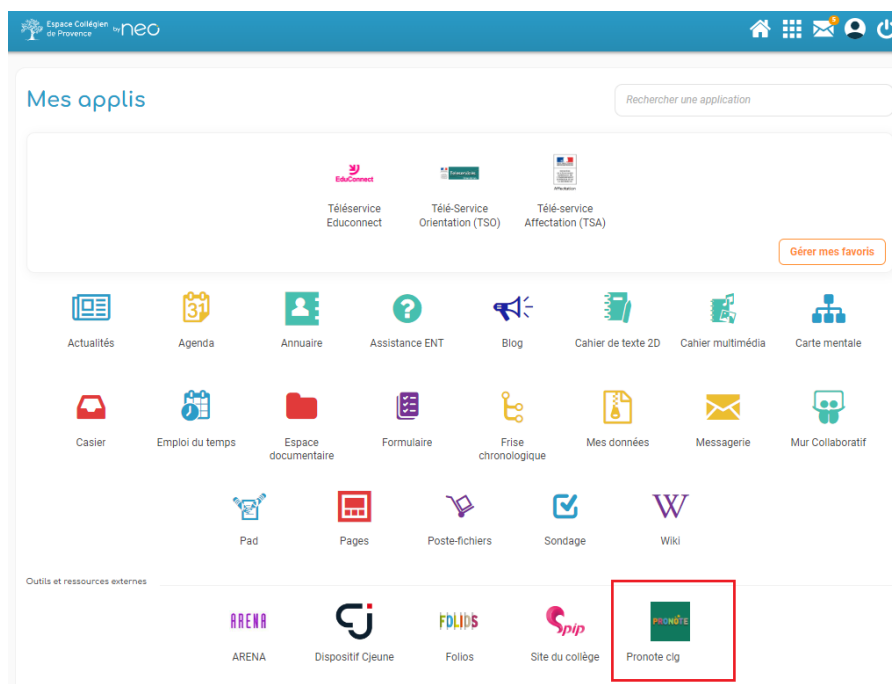 Espace Collégien
de Provence by neo
5
Mes applis
Rechercher une application
EduConnect
Affectation
Téléservice
Educonnect
Télé-Service
Orientation (TSO)
Télé-service
Affectation (TSA)
Gérer mes favoris
31
Actualités
Agenda
Annuaire
Assistance ENT
Blog
Cahier de texte 2D
Cahier multimédia
Carte mentale
Casier
Emploi du temps
Espace
documentaire
Formulaire
Frise
chronologique
Mes données
Messagerie
Mur Collaboratif
W
Pad
Pages
Poste-fichiers
Sondage
Wiki
Outils et ressources externes
ARENA
Cj
FOLIOS
Spip
PRONOTE
ARENA
Dispositif Cjeune
Folios
Site du collège
Pronote clg